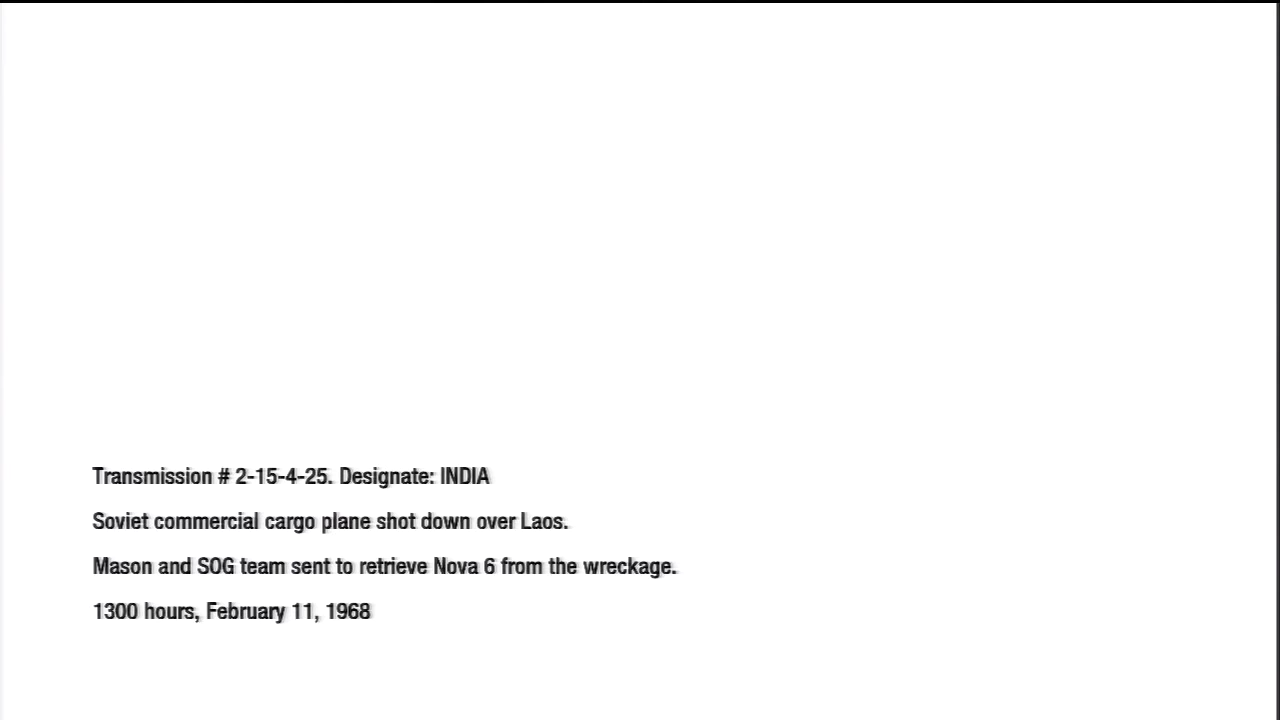 Transmission # 2-15-4-25. Designate: INDIA
Soviet commercial cargo plane shot down over Laos.
Mason and SOG team sent to retrieve Nova 6 from the wreckage.
1300 hours, February 11, 1968